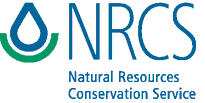 NRCS
Natural Resources
Conservation Service